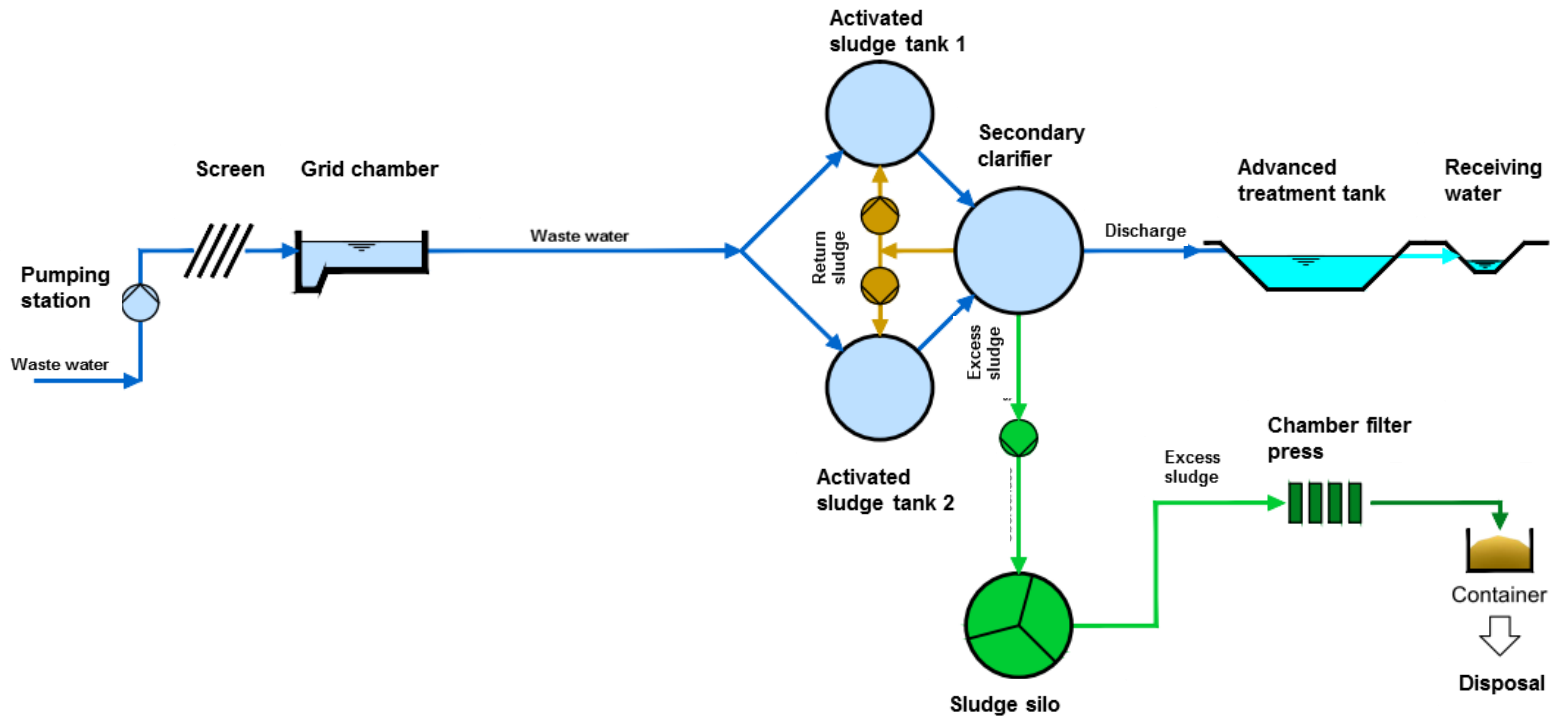 Activated
sludge tank 1
Secondary
clarifier
Screen
Grid chamber
Advanced
treatment tank
Receiving
water
Waste water
Discharge
Return
sludge
Pumping
station
Waste water
Excess
sludge
Activated
sludge tank 2
Chamber filter
press
Excess
sludge
Container
Disposal
Sludge silo